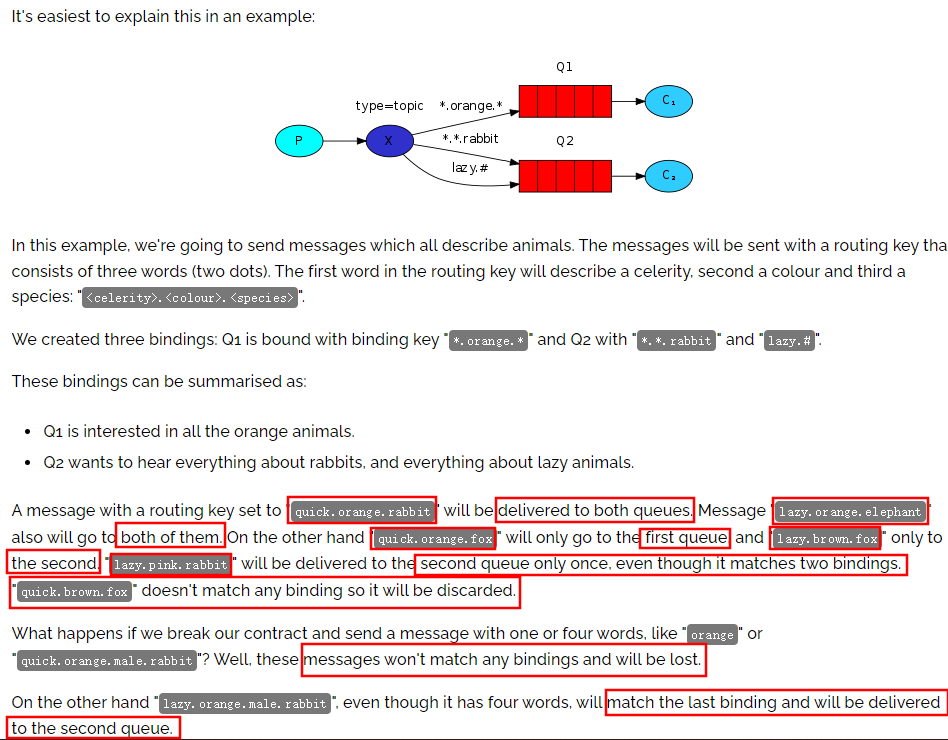 It's easiest to explain this in an example:
Q1
type=topic *.orange.* C₁
P X *.*.rabbit Q2
lazy.# C₂
In this example, we're going to send messages which all describe animals. The messages will be sent with a routing key tha
consists of three words (two dots). The first word in the routing key will describe a celerity, second a colour and third a
species: "<celerity>.<colour>.<species>".
We created three bindings: Q1 is bound with binding key "*.orange.*" and Q2 with "*.*.rabbit" and "lazy.#".
These bindings can be summarised as:
• Q1 is interested in all the orange animals.
• Q2 wants to hear everything about rabbits, and everything about lazy animals.
A message with a routing key set to "quick.orange.rabbit" will be delivered to both queues. Message "lazy.orange.elephant"
also will go to both of them. On the other hand "quick.orange.fox" will only go to the first queue, and "lazy.brown.fox" only to
the second. "lazy.pink.rabbit" will be delivered to the second queue only once, even though it matches two bindings.
"quick.brown.fox" doesn't match any binding so it will be discarded.
What happens if we break our contract and send a message with one or four words, like "orange" or
"quick.orange.male.rabbit"? Well, these messages won't match any bindings and will be lost.
On the other hand "lazy.orange.male.rabbit", even though it has four words, will match the last binding and will be delivered
to the second queue.